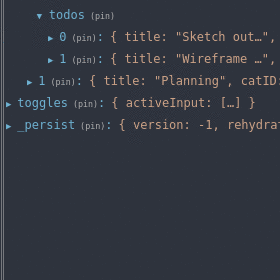 ▼ todos (pin)
▶ 0 (pin): { title: "Sketch out…",
▶ 1 (pin): { title: "Wireframe …",
▶ 1 (pin): { title: "Planning", catID:
▶ toggles (pin): { activeInput: […] }
▶ _persist (pin): { version: -1, rehydra